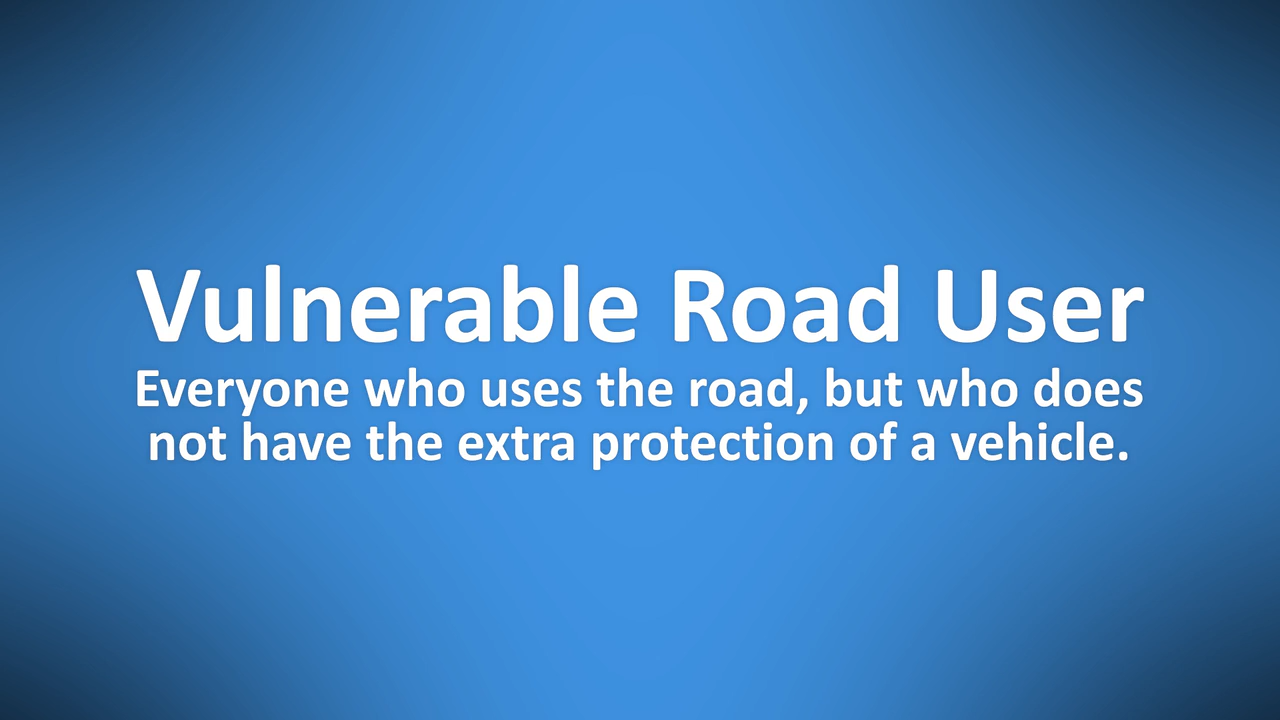 Vulnerable Road User
Everyone who uses the road, but who does
not have the extra protection of a vehicle.